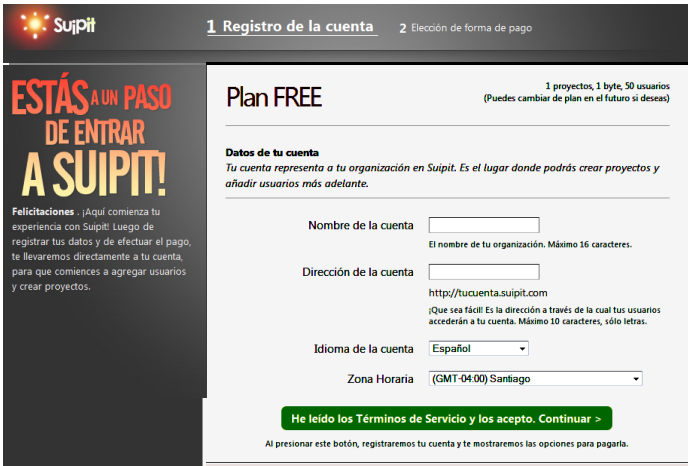 Suipit
1 Registro de la cuenta
2 Elección de forma de pago
ESTÁS A UN PASO
DE ENTRAR
A SUIPIT!
Felicitaciones . ¡Aquí comienza tu
experiencia con Suipit! Luego de
registrar tus datos y de efectuar el pago,
te llevaremos directamente a tu cuenta,
para que comiences a agregar usuarios
y crear proyectos.
Plan FREE
1 proyectos, 1 byte, 50 usuarios
(Puedes cambiar de plan en el futuro si deseas)
Datos de tu cuenta
Tu cuenta representa a tu organización en Suipit. Es el lugar donde podrás crear proyectos y
añadir usuarios más adelante.
Nombre de la cuenta
El nombre de tu organización. Máximo 16 caracteres.
Dirección de la cuenta
http://tucuenta.suipit.com
¡Que sea fácil! Es la dirección a través de la cual tus usuarios
accederán a tu cuenta. Máximo 10 caracteres, sólo letras.
Idioma de la cuenta Español
Zona Horaria (GMT-04:00) Santiago
He leído los Términos de Servicio y los acepto. Continuar >
Al presionar este botón, registraremos tu cuenta y te mostraremos las opciones para pagarla.